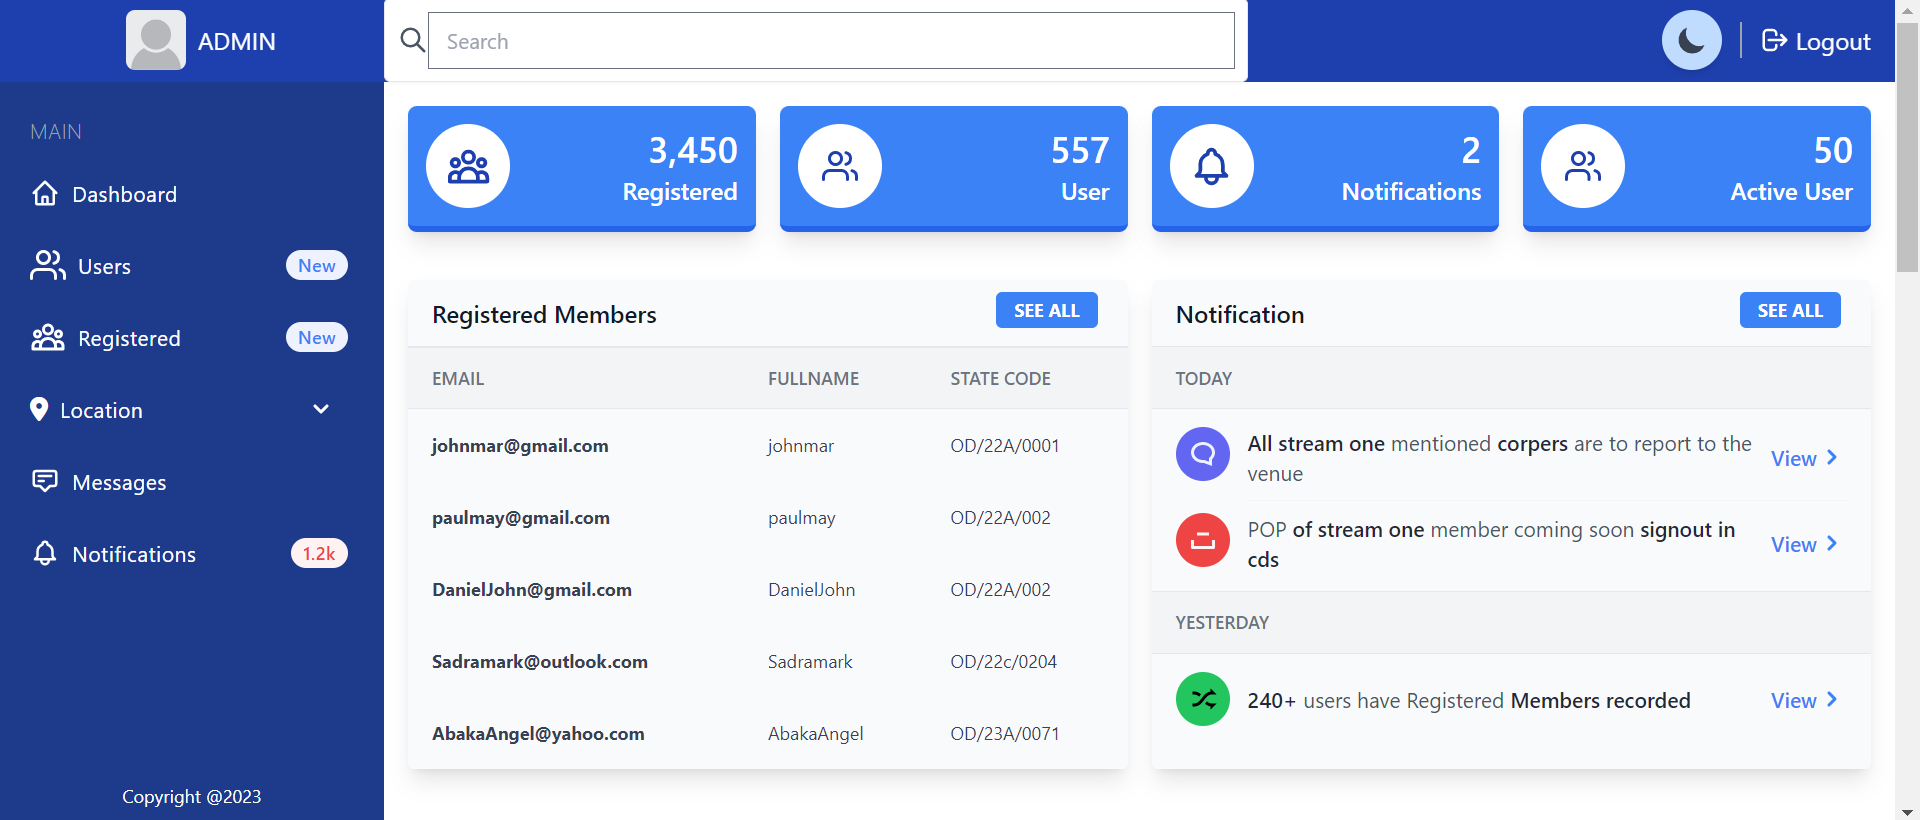 ADMIN
Search
Logout
MAIN
Dashboard
Users New
Registered New
Location
Messages
Notifications 1.2k
Copyright @2023
3,450
Registered
557
User
2
Notifications
50
Active User
Registered Members SEE ALL
EMAIL FULLNAME STATE CODE
johnmar@gmail.com johnmar OD/22A/0001
paulmay@gmail.com paulmay OD/22A/002
DanielJohn@gmail.com DanielJohn OD/22A/002
Sadramark@outlook.com Sadramark OD/22c/0204
AbakaAngel@yahoo.com AbakaAngel OD/23A/0071
Notification SEE ALL
TODAY
All stream one mentioned corpers are to report to the
venue
View
POP of stream one member coming soon signout in
cds
View
YESTERDAY
240+ users have Registered Members recorded View